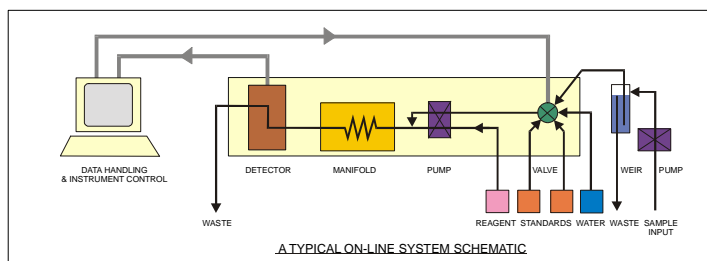 DATA HANDLING
& INSTRUMENT CONTROL
DETECTOR
MANIFOLD
PUMP
VALVE
WEIR
PUMP
WASTE
REAGENT
STANDARDS
WATER
WASTE
SAMPLE
INPUT
A TYPICAL ON-LINE SYSTEM SCHEMATIC